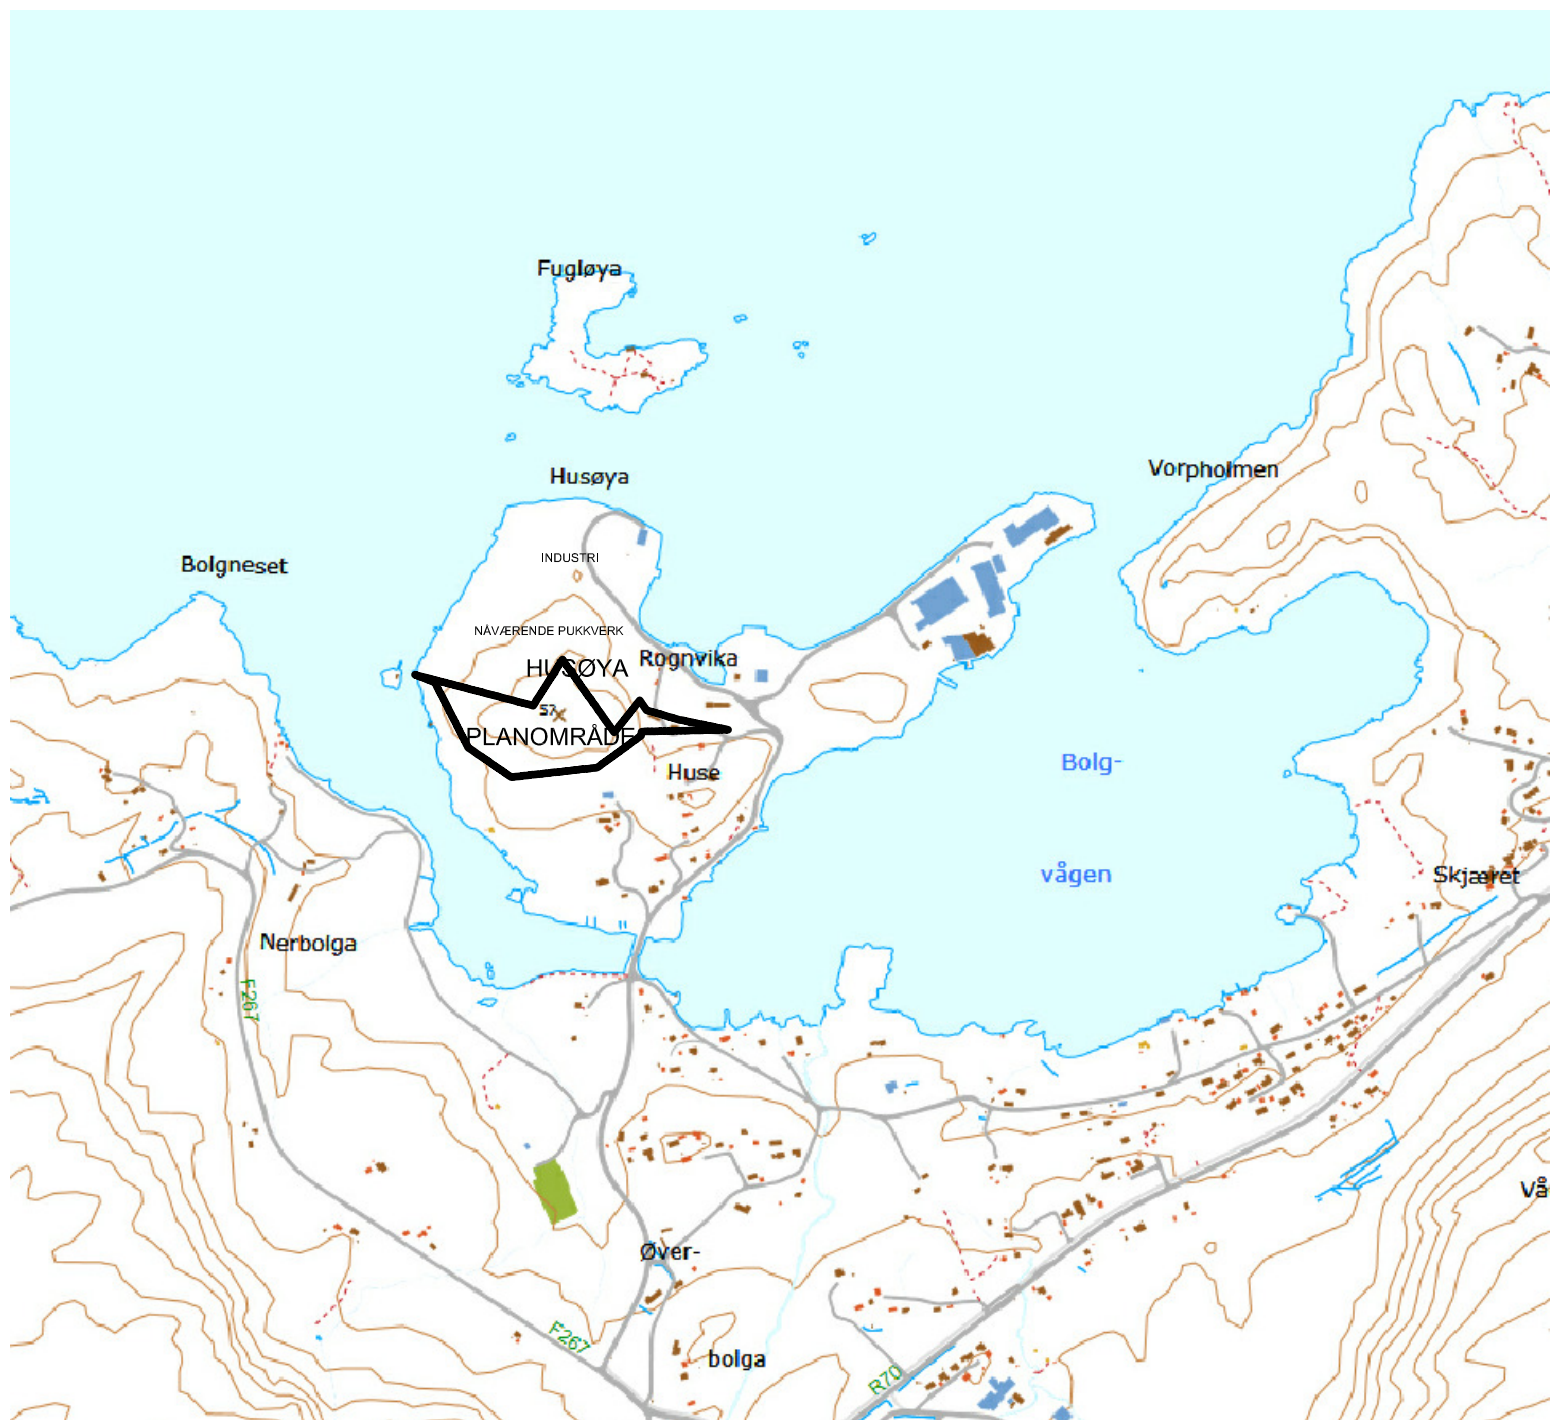 Fugløya
Vorpholmen
Husøya
INDUSTRI
Bolgneset
NÅVÆRENDE PUKKVERK
HUSØYA
Rognvika
57
PLANOMRÅDE
Huse
Bolg-
vågen
Skjæret
Nerbolga
F267
Vå
Øver-
F267
bolga
R70